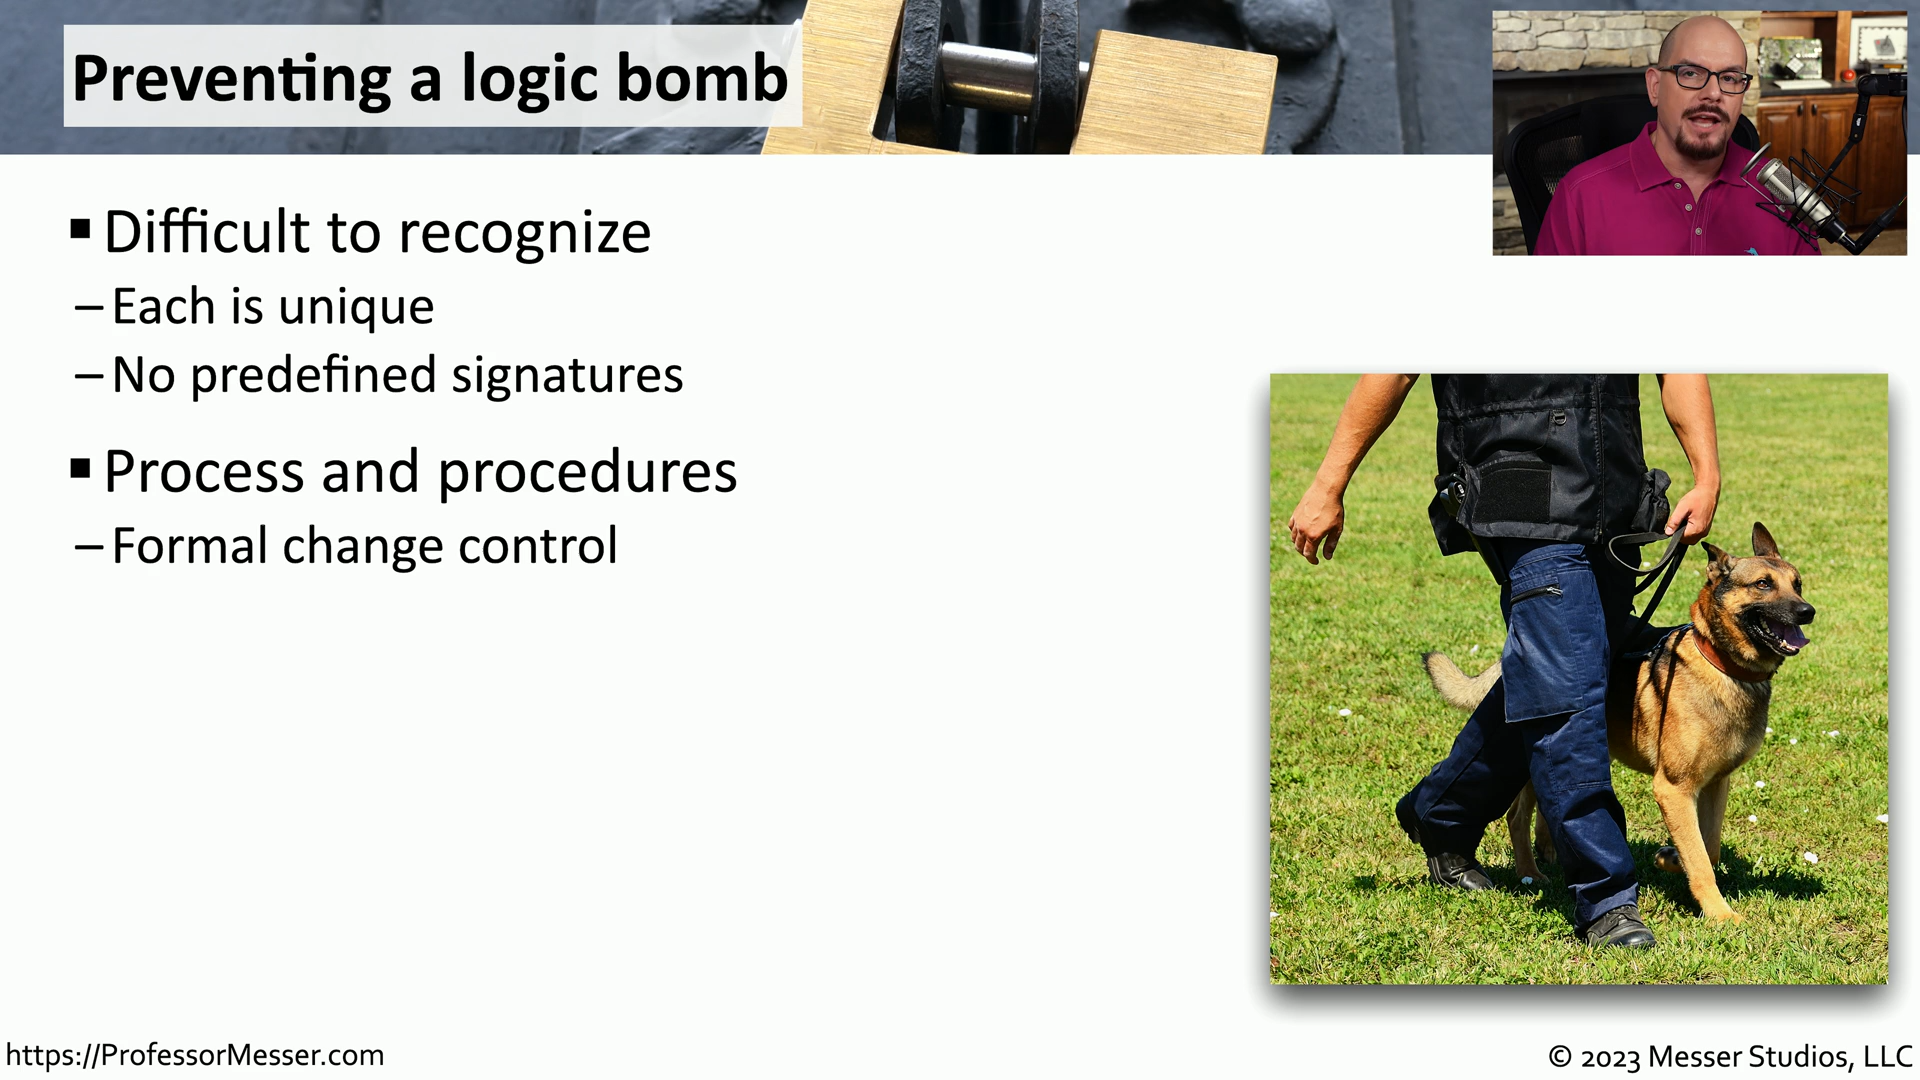 Preventing a logic bomb
▪ Difficult to recognize
– Each is unique
– No predefined signatures
▪ Process and procedures
– Formal change control
https://ProfessorMesser.com
© 2023 Messer Studios, LLC